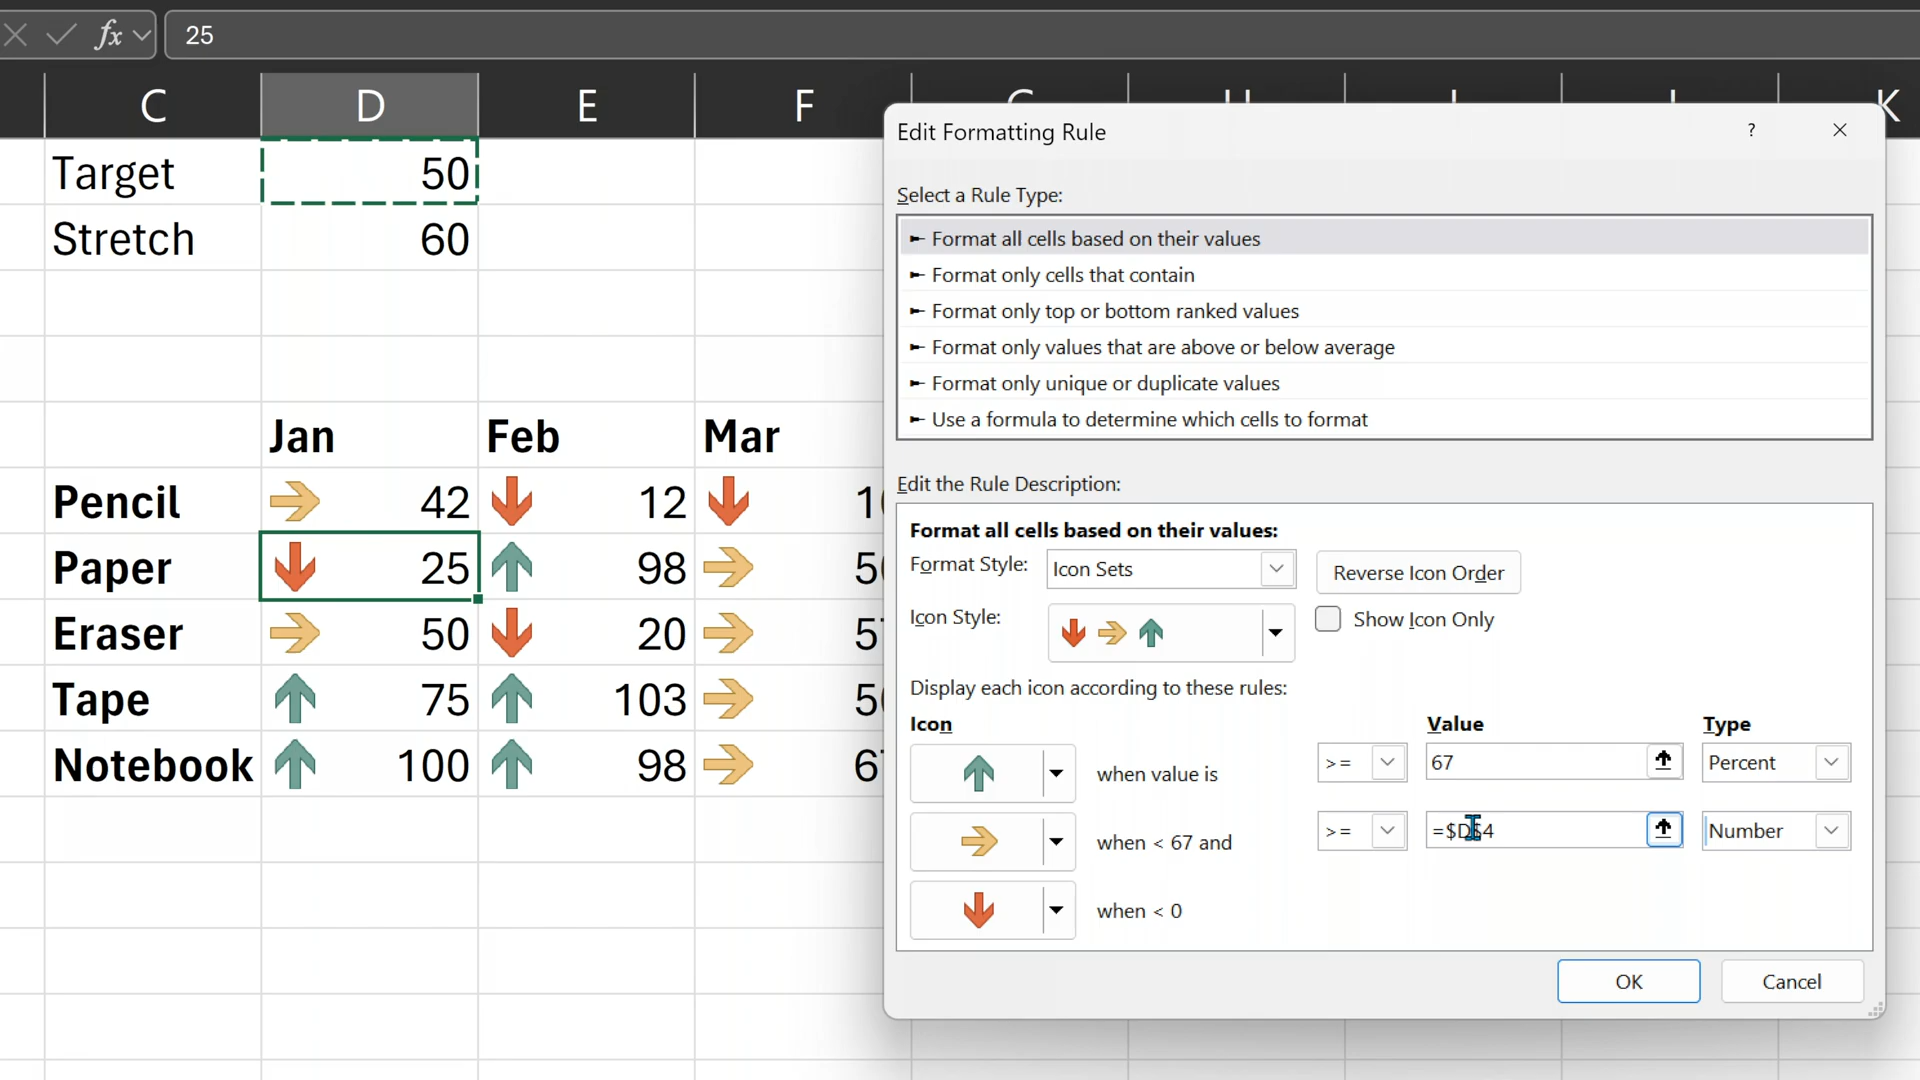 fx 25
C D E F G H I J K
Target 50
Stretch 60
Jan Feb Mar
Pencil 42 12
Paper 25 98
Eraser 50 20
Tape 75 103
Notebook 100 98
Edit Formatting Rule ?
Select a Rule Type:
► Format all cells based on their values
► Format only cells that contain
► Format only top or bottom ranked values
► Format only values that are above or below average
► Format only unique or duplicate values
► Use a formula to determine which cells to format
Edit the Rule Description:
Format all cells based on their values:
Format Style: Icon Sets Reverse Icon Order
Icon Style: Show Icon Only
Display each icon according to these rules:
Icon Value Type
when value is >= 67 Percent
when < 67 and >= =$D$4 Number
when < 0
OK Cancel